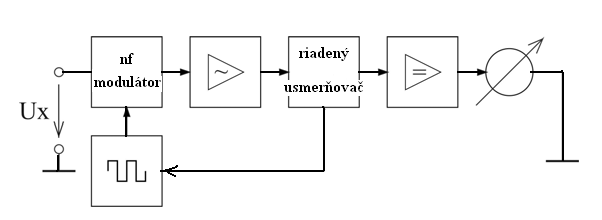 nf
modulátor
~
riadený
usmerňovač
=
Ux